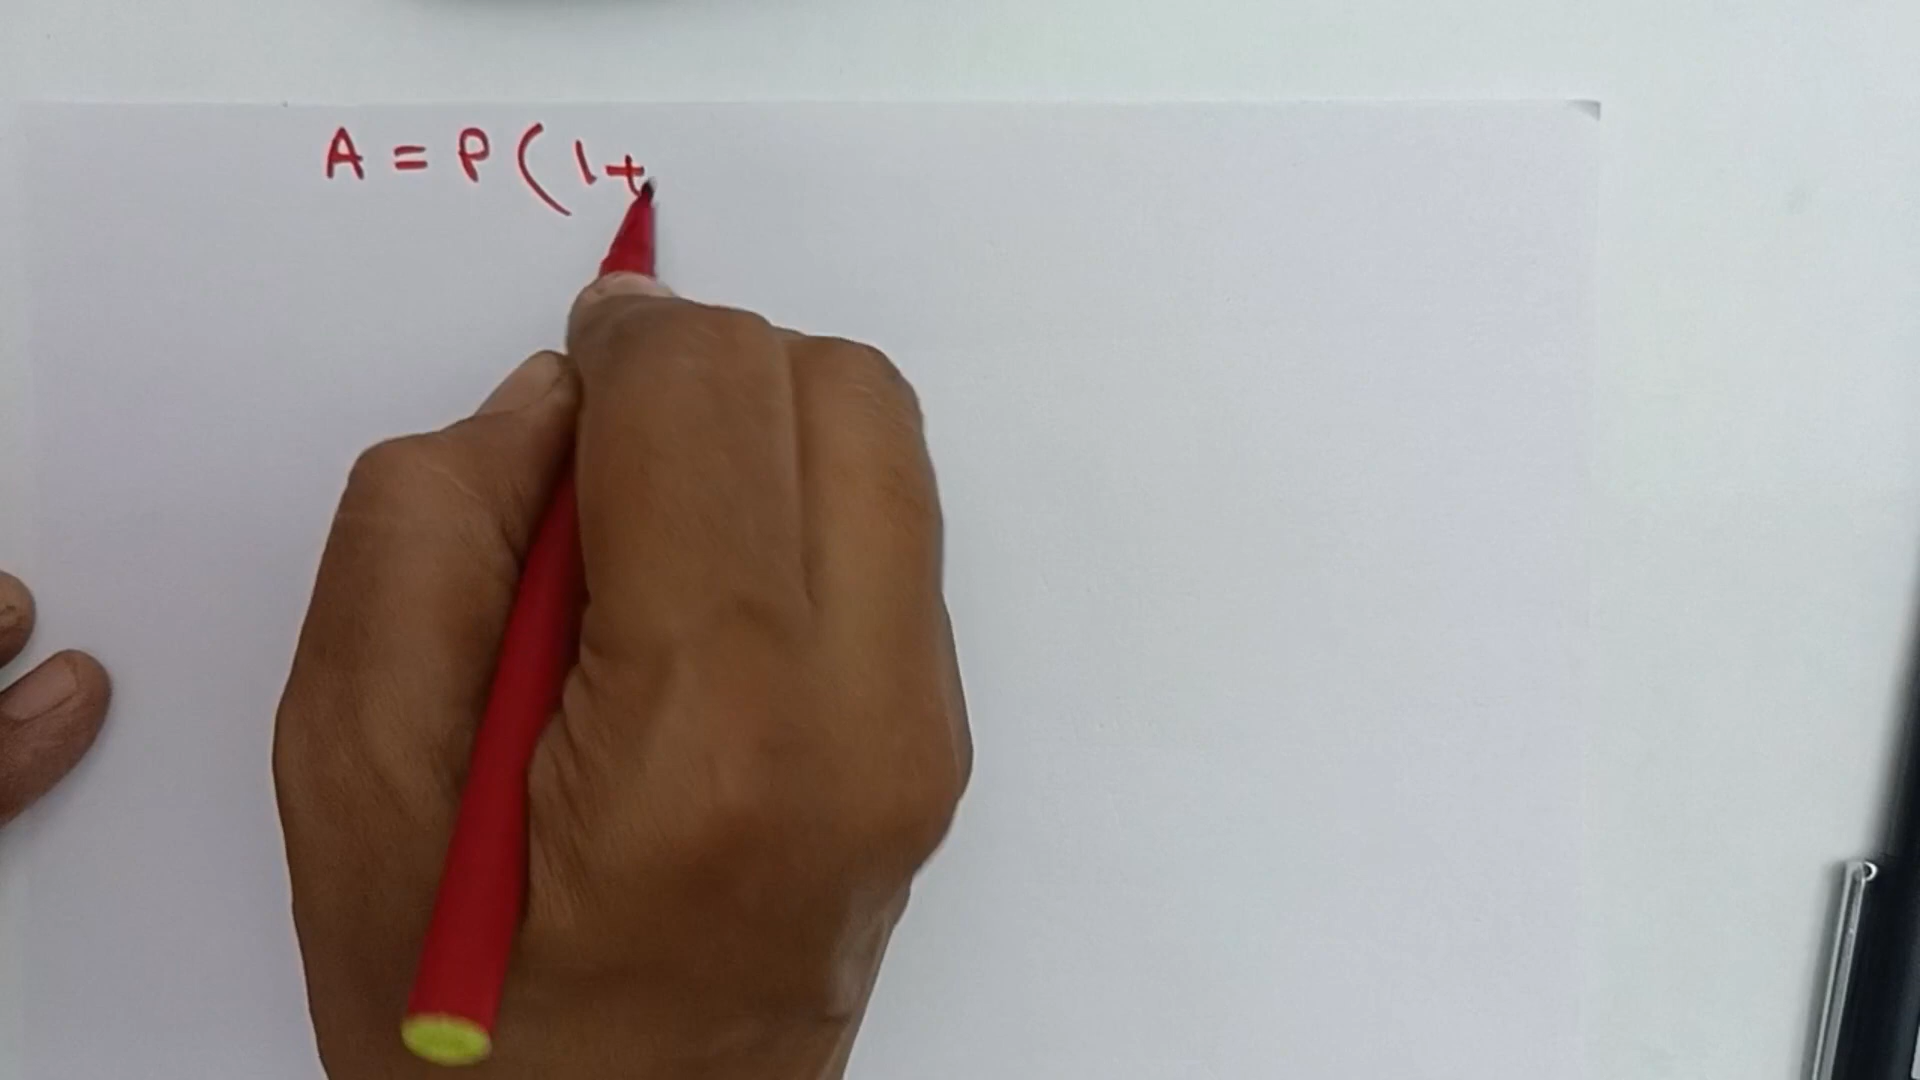 A = P ( 1 +